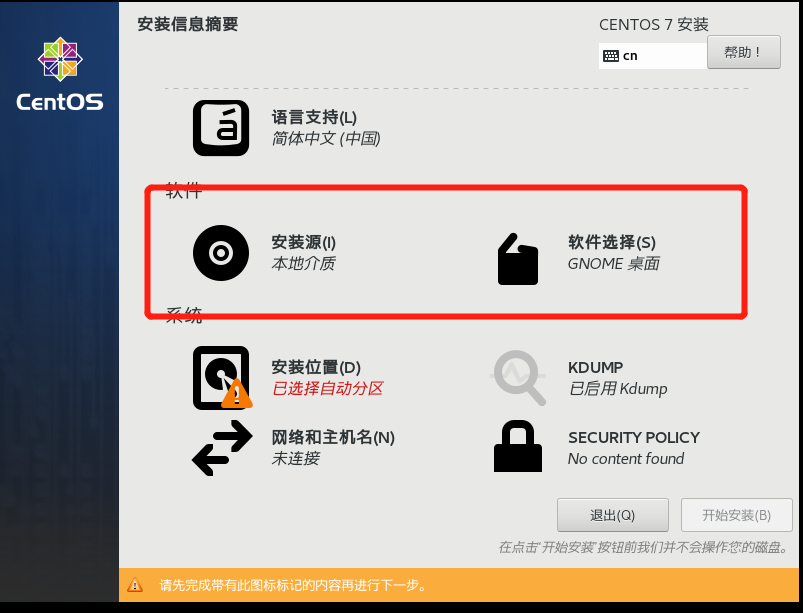 安装信息摘要
CENTOS 7 安装
cn
帮助！
CentOS
语言支持(L)
简体中文 (中国)
软件
安装源(I)
本地介质
软件选择(S)
GNOME 桌面
系统
安装位置(D)
已选择自动分区
KDUMP
已启用 Kdump
网络和主机名(N)
未连接
SECURITY POLICY
No content found
退出(Q)
开始安装(B)
在点击“开始安装”按钮前我们并不会操作您的磁盘。
请先完成带有此图标标记的内容再进行下一步。